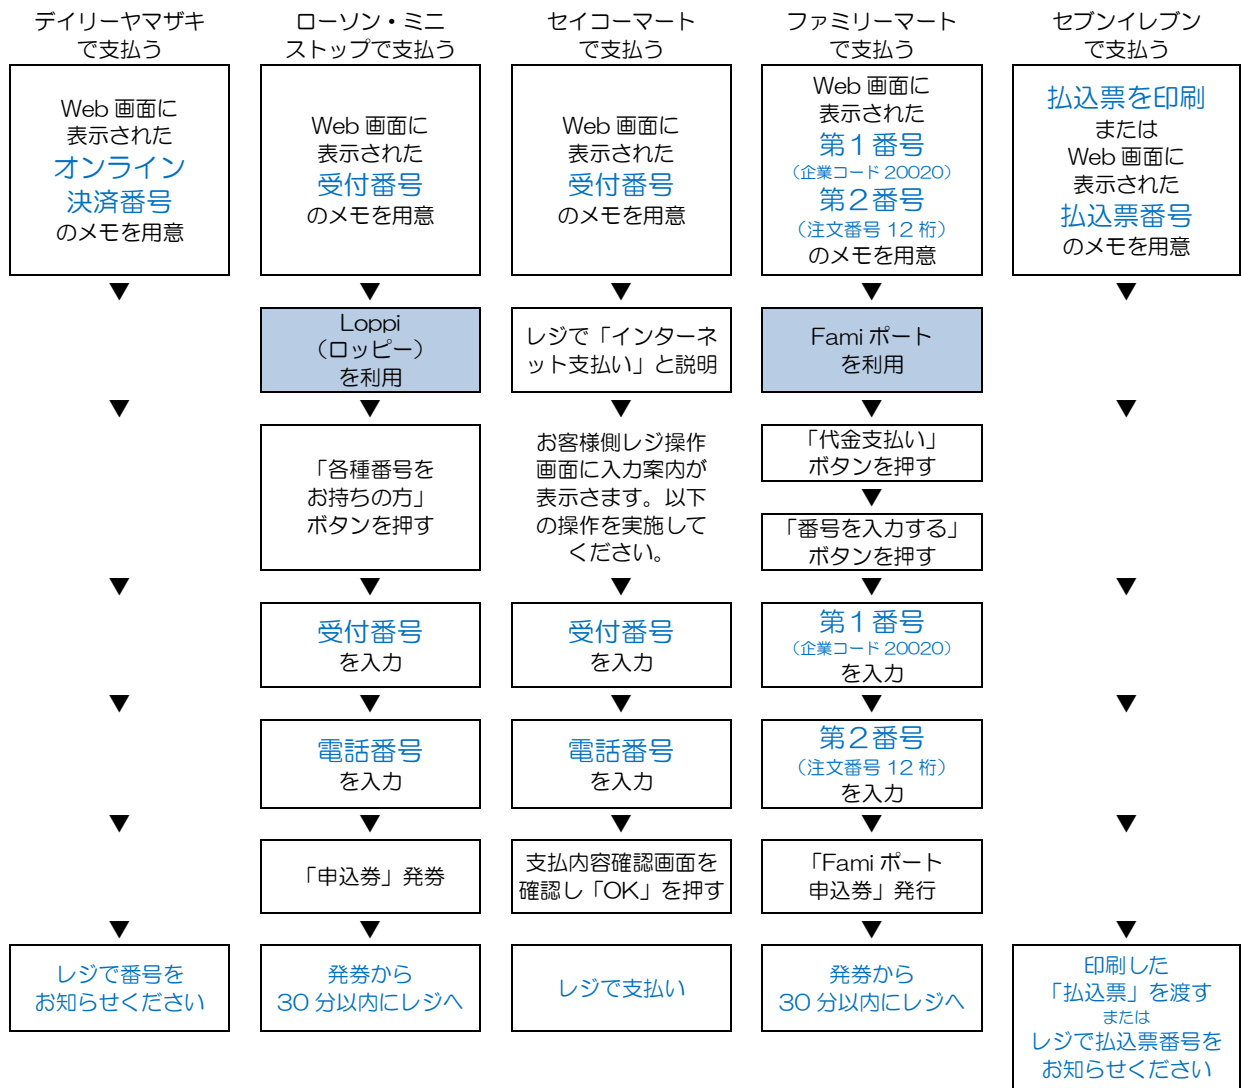 デイリーヤマザキ
で支払う
Web 画面に
表示された
オンライン
決済番号
のメモを用意
▼
▼
▼
▼
▼
▼
レジで番号を
お知らせください
ローソン・ミニ
ストップで支払う
Web 画面に
表示された
受付番号
のメモを用意
▼
Loppi
（ロッピー）
を利用
▼
「各種番号を
お持ちの方」
ボタンを押す
▼
受付番号
を入力
▼
電話番号
を入力
▼
「申込券」発券
▼
発券から
30 分以内にレジへ
セイコーマート
で支払う
Web 画面に
表示された
受付番号
のメモを用意
▼
レジで「インターネ
ット支払い」と説明
▼
お客様側レジ操作
画面に入力案内が
表示さます。以下
の操作を実施して
ください。
▼
受付番号
を入力
▼
電話番号
を入力
▼
支払内容確認画面を
確認し「OK」を押す
▼
レジで支払い
ファミリーマート
で支払う
Web 画面に
表示された
第１番号
（企業コード 20020）
第２番号
（注文番号 12 桁）
のメモを用意
▼
Fami ポート
を利用
▼
「代金支払い」
ボタンを押す
▼
「番号を入力する」
ボタンを押す
▼
第１番号
（企業コード 20020）
を入力
▼
第２番号
（注文番号 12 桁）
を入力
▼
「Fami ポート
申込券」発行
▼
発券から
30 分以内にレジへ
セブンイレブン
で支払う
払込票を印刷
または
Web 画面に
表示された
払込票番号
のメモを用意
▼
▼
▼
▼
▼
▼
印刷した
「払込票」を渡す
または
レジで払込票番号を
お知らせください